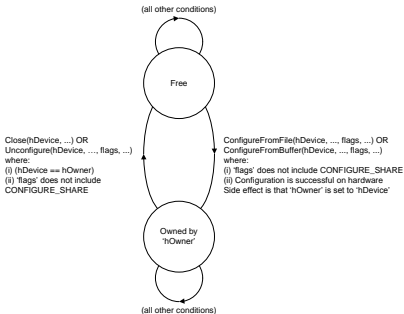 (all other conditions)
Free
Close(hDevice, ...) OR
Unconfigure(hDevice, ..., flags, ...)
where:
(i) (hDevice == hOwner)
(ii) 'flags' does not include
CONFIGURE_SHARE
ConfigureFromFile(hDevice, ..., flags, ...) OR
ConfigureFromBuffer(hDevice, ..., flags, ...)
where:
(i) 'flags' does not include CONFIGURE_SHARE
(ii) Configuration is successful on hardware
Side effect is that 'hOwner' is set to 'hDevice'
Owned by
'hOwner'
(all other conditions)